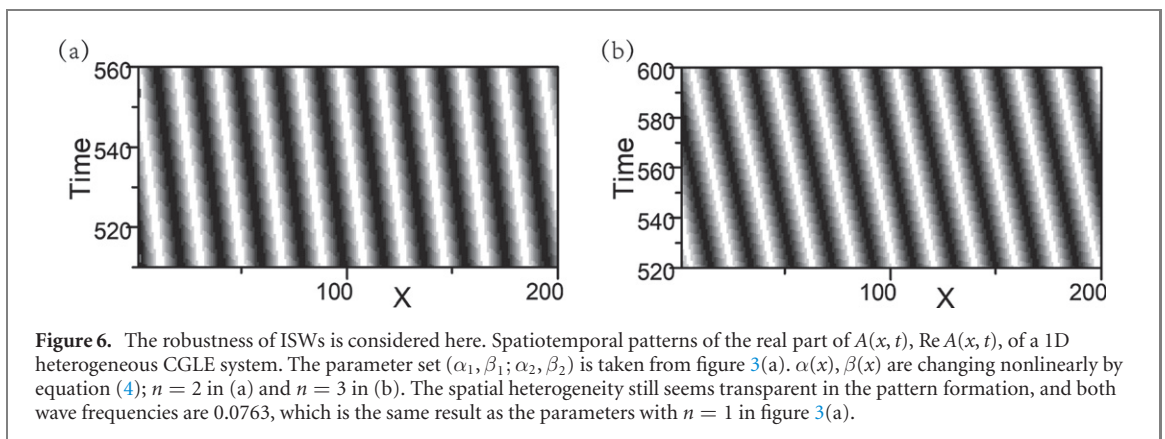 (a)
560
540
520
Time
100
200
X
(b)
600
580
560
540
520
Time
100
200
X
Figure 6. The robustness of ISWs is considered here. Spatiotemporal patterns of the real part of A(x, t), Re A(x, t), of a 1D
heterogeneous CGLE system. The parameter set (α₁, β₁; α₂, β₂) is taken from figure 3(a). α(x), β(x) are changing nonlinearly by
equation (4); n = 2 in (a) and n = 3 in (b). The spatial heterogeneity still seems transparent in the pattern formation, and both
wave frequencies are 0.0763, which is the same result as the parameters with n = 1 in figure 3(a).